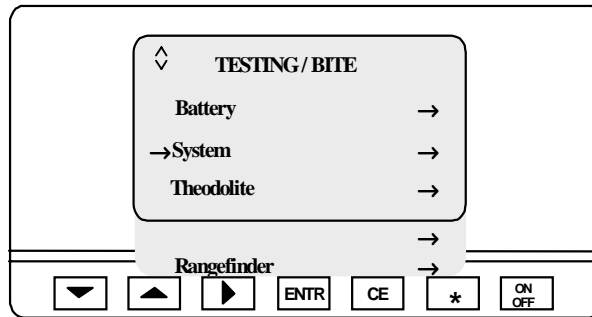 TESTING / BITE
Battery →
→System →
Theodolite →
→
Rangefinder →
ENTR CE * ON OFF